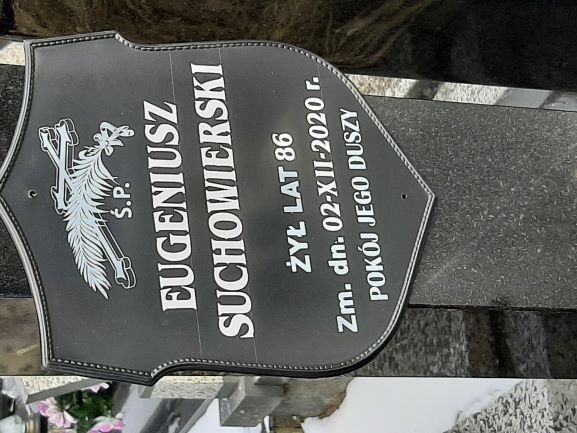 Ś.P.
EUGENIUSZ
SUCHOWIERSKI
ŻYŁ LAT 86
Zm. dn. 02-XII-2020 r.
POKÓJ JEGO DUSZY